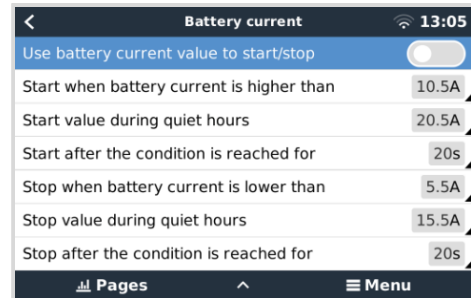 Battery current 13:05
Use battery current value to start/stop
Start when battery current is higher than 10.5A
Start value during quiet hours 20.5A
Start after the condition is reached for 20s
Stop when battery current is lower than 5.5A
Stop value during quiet hours 15.5A
Stop after the condition is reached for 20s
Pages Menu